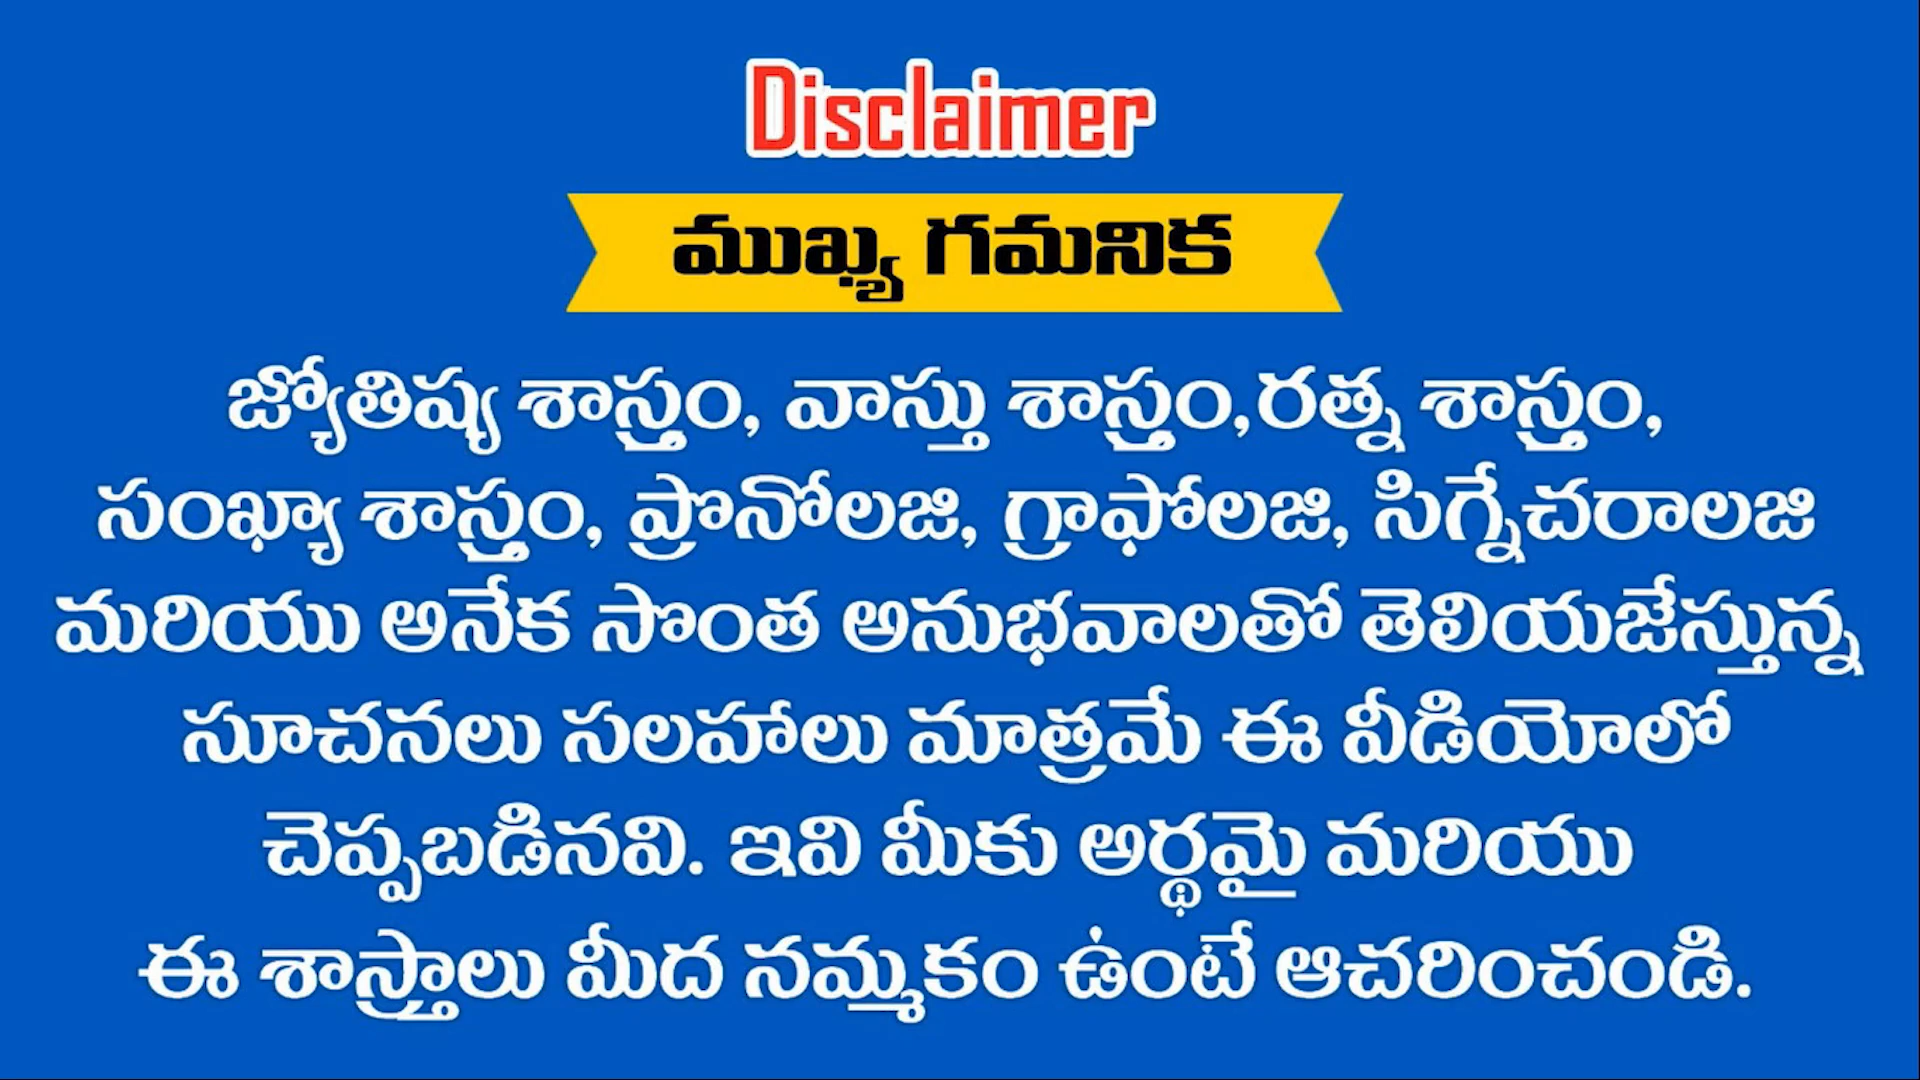 Disclaimer
ముఖ్య గమనిక
జ్యోతిష్య శాస్త్రం, వాస్తు శాస్త్రం,రత్న శాస్త్రం,
సంఖ్యా శాస్త్రం, ప్రొనోలజి, గ్రాఫోలజి, సిగ్నేచరాలజి
మరియు అనేక సొంత అనుభవాలతో తెలియజేస్తున్న
సూచనలు సలహాలు మాత్రమే ఈ వీడియోలో
చెప్పబడినవి. ఇవి మీకు అర్థమై మరియు
ఈ శాస్త్రాలు మీద నమ్మకం ఉంటే ఆచరించండి.